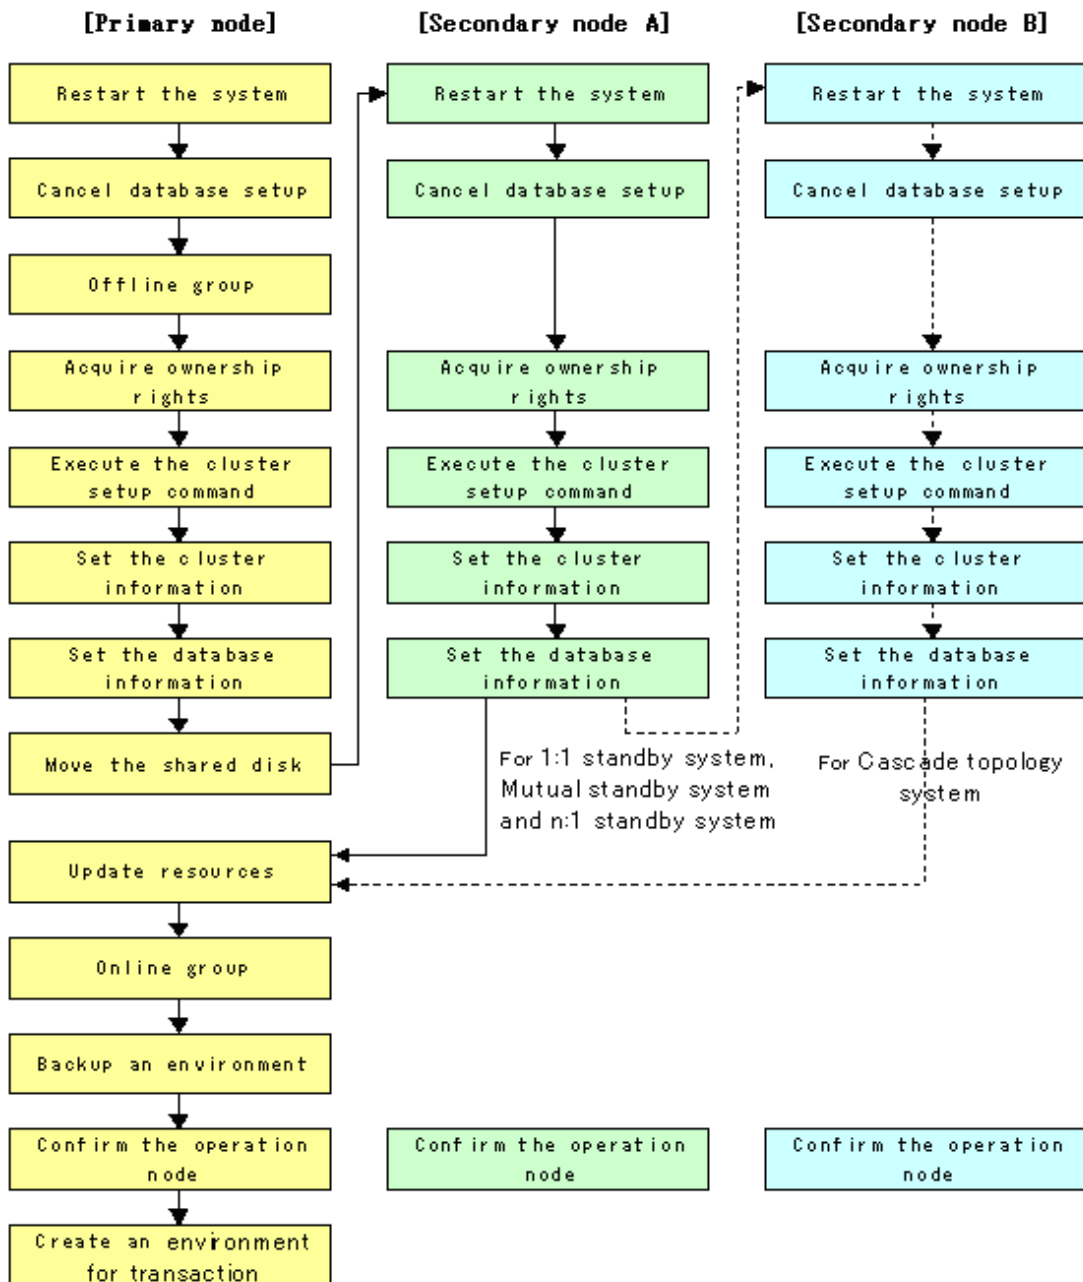 [Primary node]
[Secondary node A]
[Secondary node B]
Restart the system
Restart the system
Restart the system
Cancel database setup
Cancel database setup
Cancel database setup
Offline group
Acquire ownership
rights
Acquire ownership
rights
Acquire ownership
rights
Execute the cluster
setup command
Execute the cluster
setup command
Execute the cluster
setup command
Set the cluster
information
Set the cluster
information
Set the cluster
information
Set the database
information
Set the database
information
Set the database
information
Move the shared disk
For 1:1 standby system,
Mutual standby system
and n:1 standby system
For Cascade topology
system
Update resources
Online group
Backup an environment
Confirm the operation
node
Confirm the operation
node
Confirm the operation
node
Create an environment
for transaction